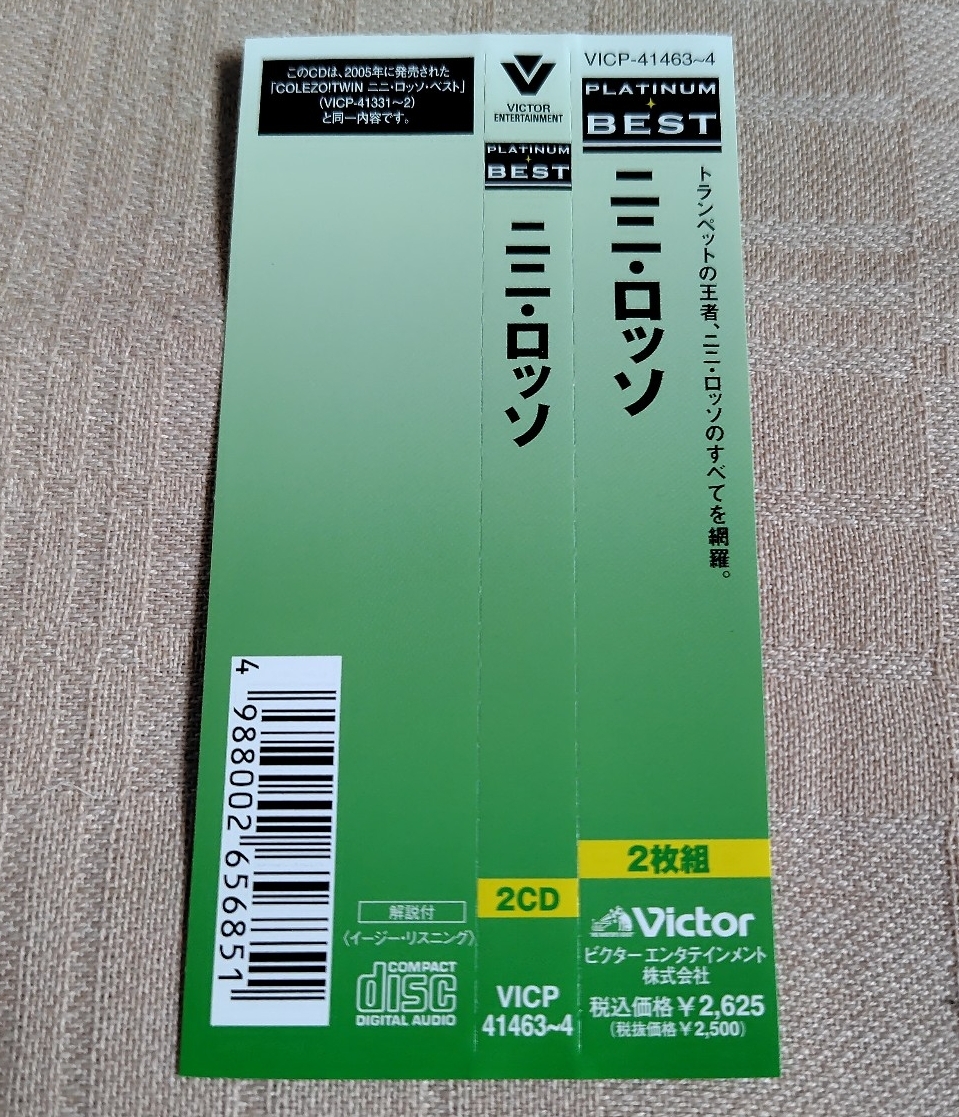 このCDは、2005年に発売された
「COLEZO!TWIN ニニ・ロッソ・ベスト」
(VICP-41331〜2)
と同一内容です。
4 988002 656851
解説付
〈イージー・リスニング〉
COMPACT
disc
DIGITAL AUDIO
VICTOR
ENTERTAINMENT
PLATINUM
BEST
ニニ・ロッソ
2CD
VICP
41463~4
VICP-41463~4
PLATINUM
BEST
トランペットの王者、ニニ・ロッソのすべてを網羅。
ニニ・ロッソ
2枚組
Victor
ビクター エンタテインメント
株式会社
税込価格¥2,625
(税抜価格¥2,500)